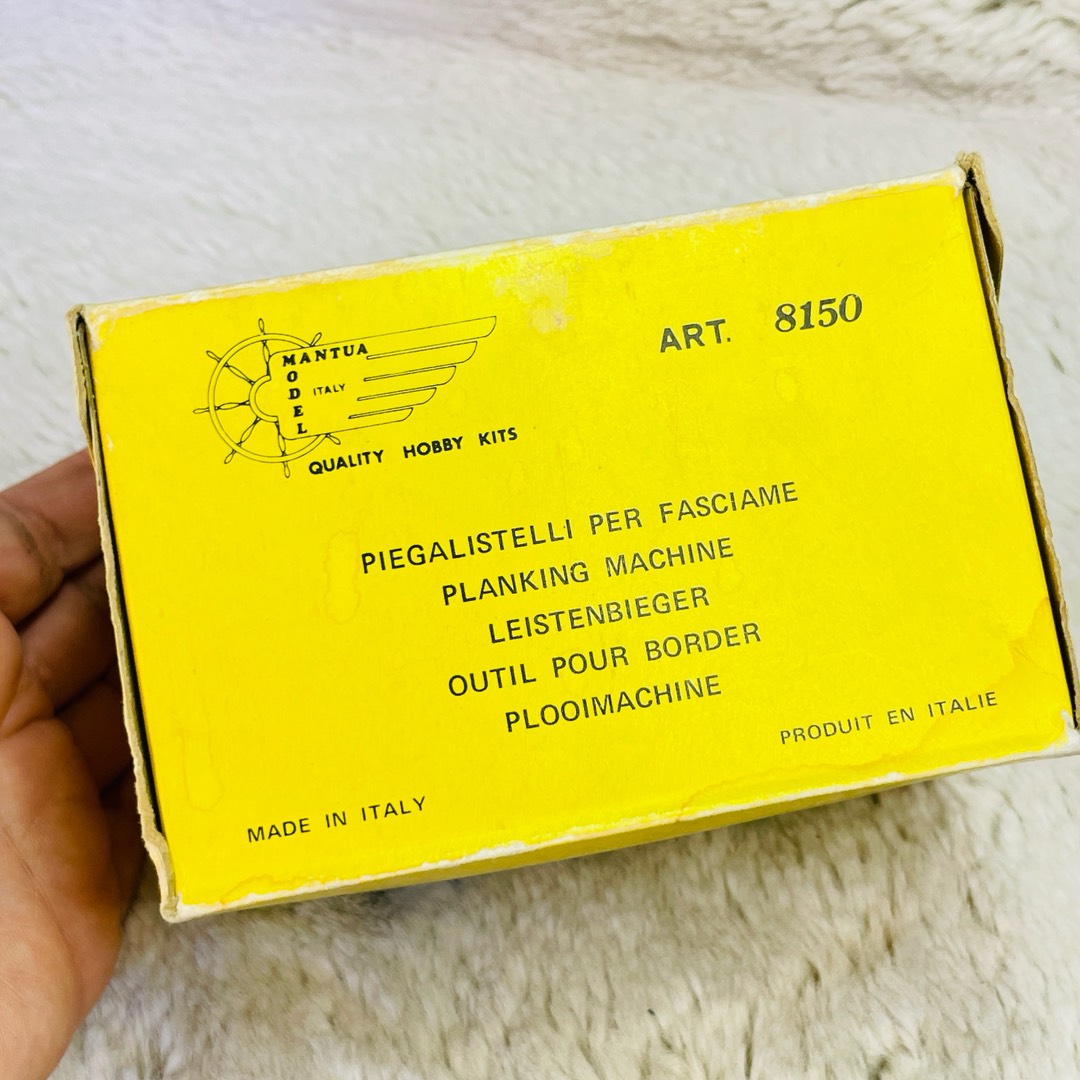 MANTUA
MODEL
ITALY
QUALITY HOBBY KITS
ART. 8150
PIEGALISTELLI PER FASCIAME
PLANKING MACHINE
LEISTENBIEGER
OUTIL POUR BORDER
PLOOIMACHINE
PRODUIT EN ITALIE
MADE IN ITALY